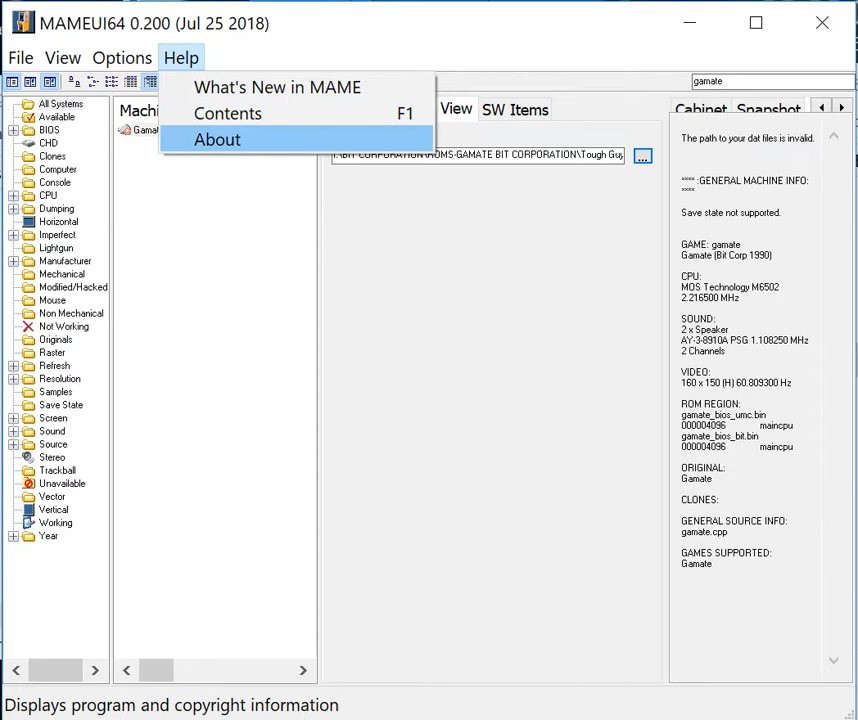 MAMEUI64 0.200 (Jul 25 2018)
File View Options Help
gamate
What's New in MAME
Contents F1
About
All Systems
Available
BIOS
CHD
Clones
Computer
Console
CPU
Dumping
Horizontal
Imperfect
Lightgun
Manufacturer
Mechanical
Modified/Hacked
Mouse
Non Mechanical
Not Working
Originals
Raster
Refresh
Resolution
Samples
Save State
Screen
Sound
Source
Stereo
Trackball
Unavailable
Vector
Vertical
Working
Year
Machi
Gamat
View SW Items
\BIT CORPORATION\ROMS-GAMATE BIT CORPORATION\Tough Guy
...
Cabinet Snapshot
The path to your dat files is invalid.
**** :GENERAL MACHINE INFO:
****
Save state not supported.
GAME: gamate
Gamate (Bit Corp 1990)
CPU:
MOS Technology M6502
2.216500 MHz
SOUND:
2 x Speaker
AY-3-8910A PSG 1.108250 MHz
2 Channels
VIDEO:
160 x 150 (H) 60.809300 Hz
ROM REGION:
gamate_bios_umc.bin
000004096 maincpu
gamate_bios_bit.bin
000004096 maincpu
ORIGINAL:
Gamate
CLONES:
GENERAL SOURCE INFO:
gamate.cpp
GAMES SUPPORTED:
Gamate
Displays program and copyright information